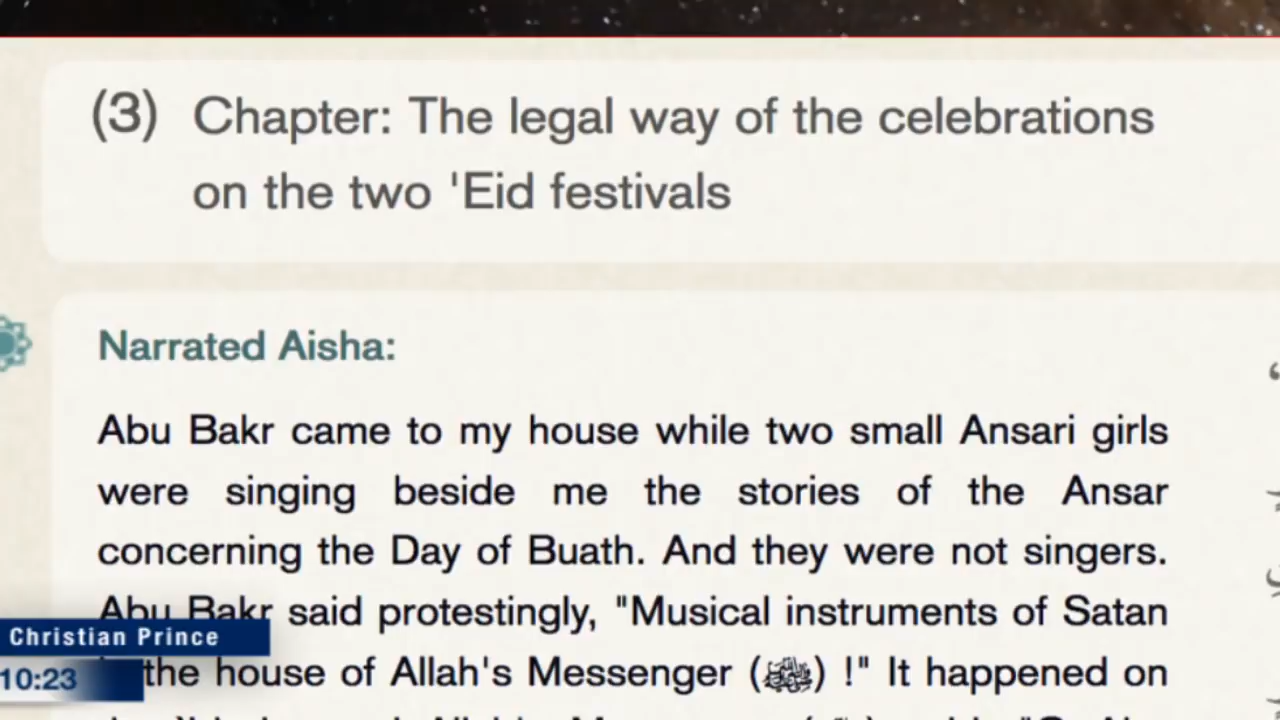 (3) Chapter: The legal way of the celebrations
on the two 'Eid festivals
Narrated Aisha:
Abu Bakr came to my house while two small Ansari girls
were singing beside me the stories of the Ansar
concerning the Day of Buath. And they were not singers.
Abu Bakr said protestingly, "Musical instruments of Satan
the house of Allah's Messenger (ﷺ) !" It happened on
Christian Prince
10:23